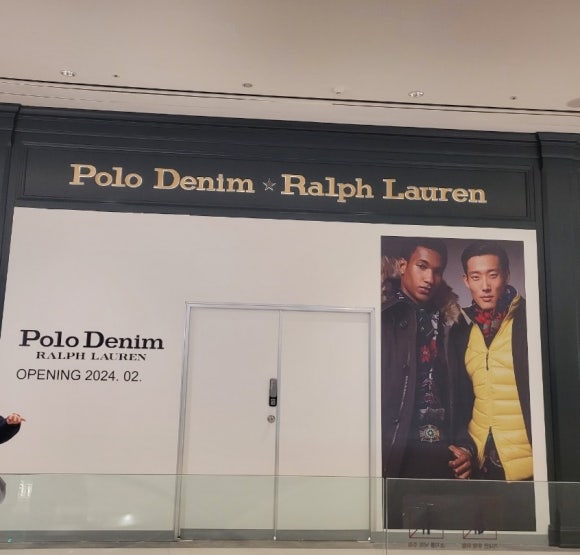 Polo Denim ☆ Ralph Lauren
Polo Denim
RALPH LAUREN
OPENING 2024. 02.